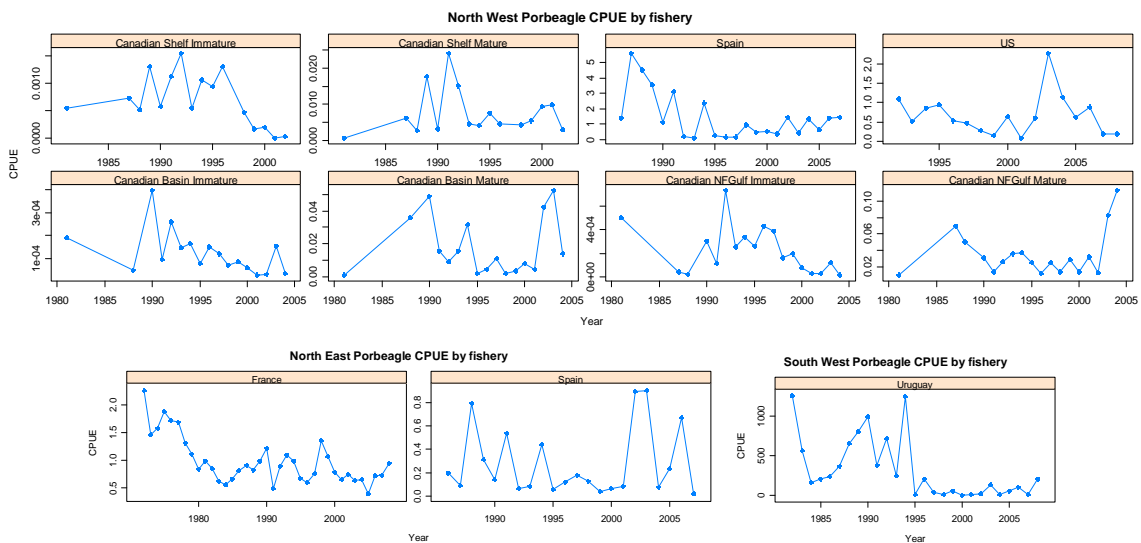 North West Porbeagle CPUE by fishery
Canadian Shelf Immature
Canadian Shelf Mature
Spain
US
0.0000 0.0010
0.000 0.010 0.020
0 1 2 3 4 5
0.0 0.5 1.0 1.5 2.0
1985 1990 1995 2000
1985 1990 1995 2000
1990 1995 2000 2005
1995 2000 2005
CPUE
Canadian Basin Immature
Canadian Basin Mature
Canadian NFGulf Immature
Canadian NFGulf Mature
1e-04 3e-04
0.00 0.02 0.04
0e+00 4e-04
0.02 0.06 0.10
1980 1985 1990 1995 2000 2005
1980 1985 1990 1995 2000 2005
1980 1985 1990 1995 2000 2005
1980 1985 1990 1995 2000 2005
Year
North East Porbeagle CPUE by fishery
France
Spain
CPUE
0.5 1.0 1.5 2.0
0.0 0.2 0.4 0.6 0.8
1980 1990 2000
1990 1995 2000 2005
Year
South West Porbeagle CPUE by fishery
Uruguay
CPUE
0 500 1000
1985 1990 1995 2000 2005
Year